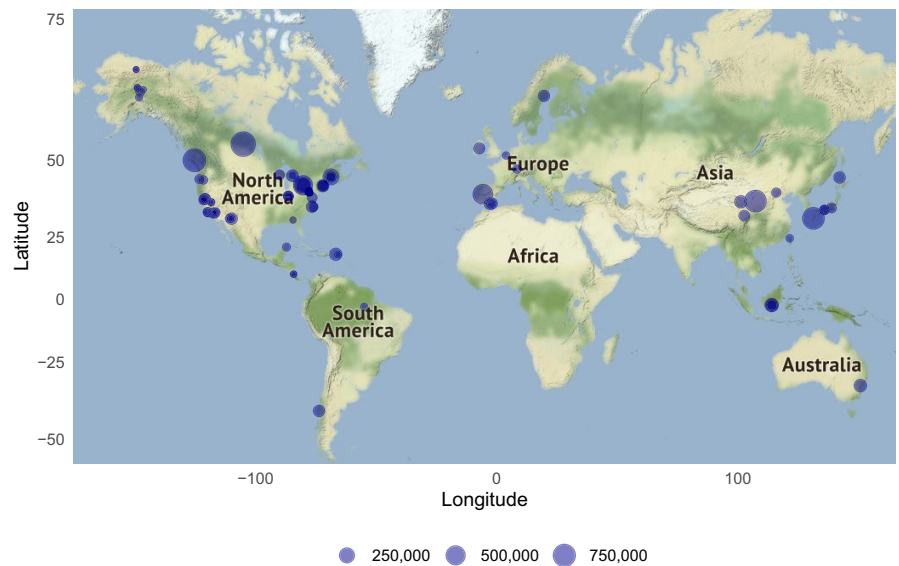 75
50
25
0
−25
−50
Latitude
North
America
Europe
Asia
Africa
South
America
Australia
−100
0
100
Longitude
250,000
500,000
750,000